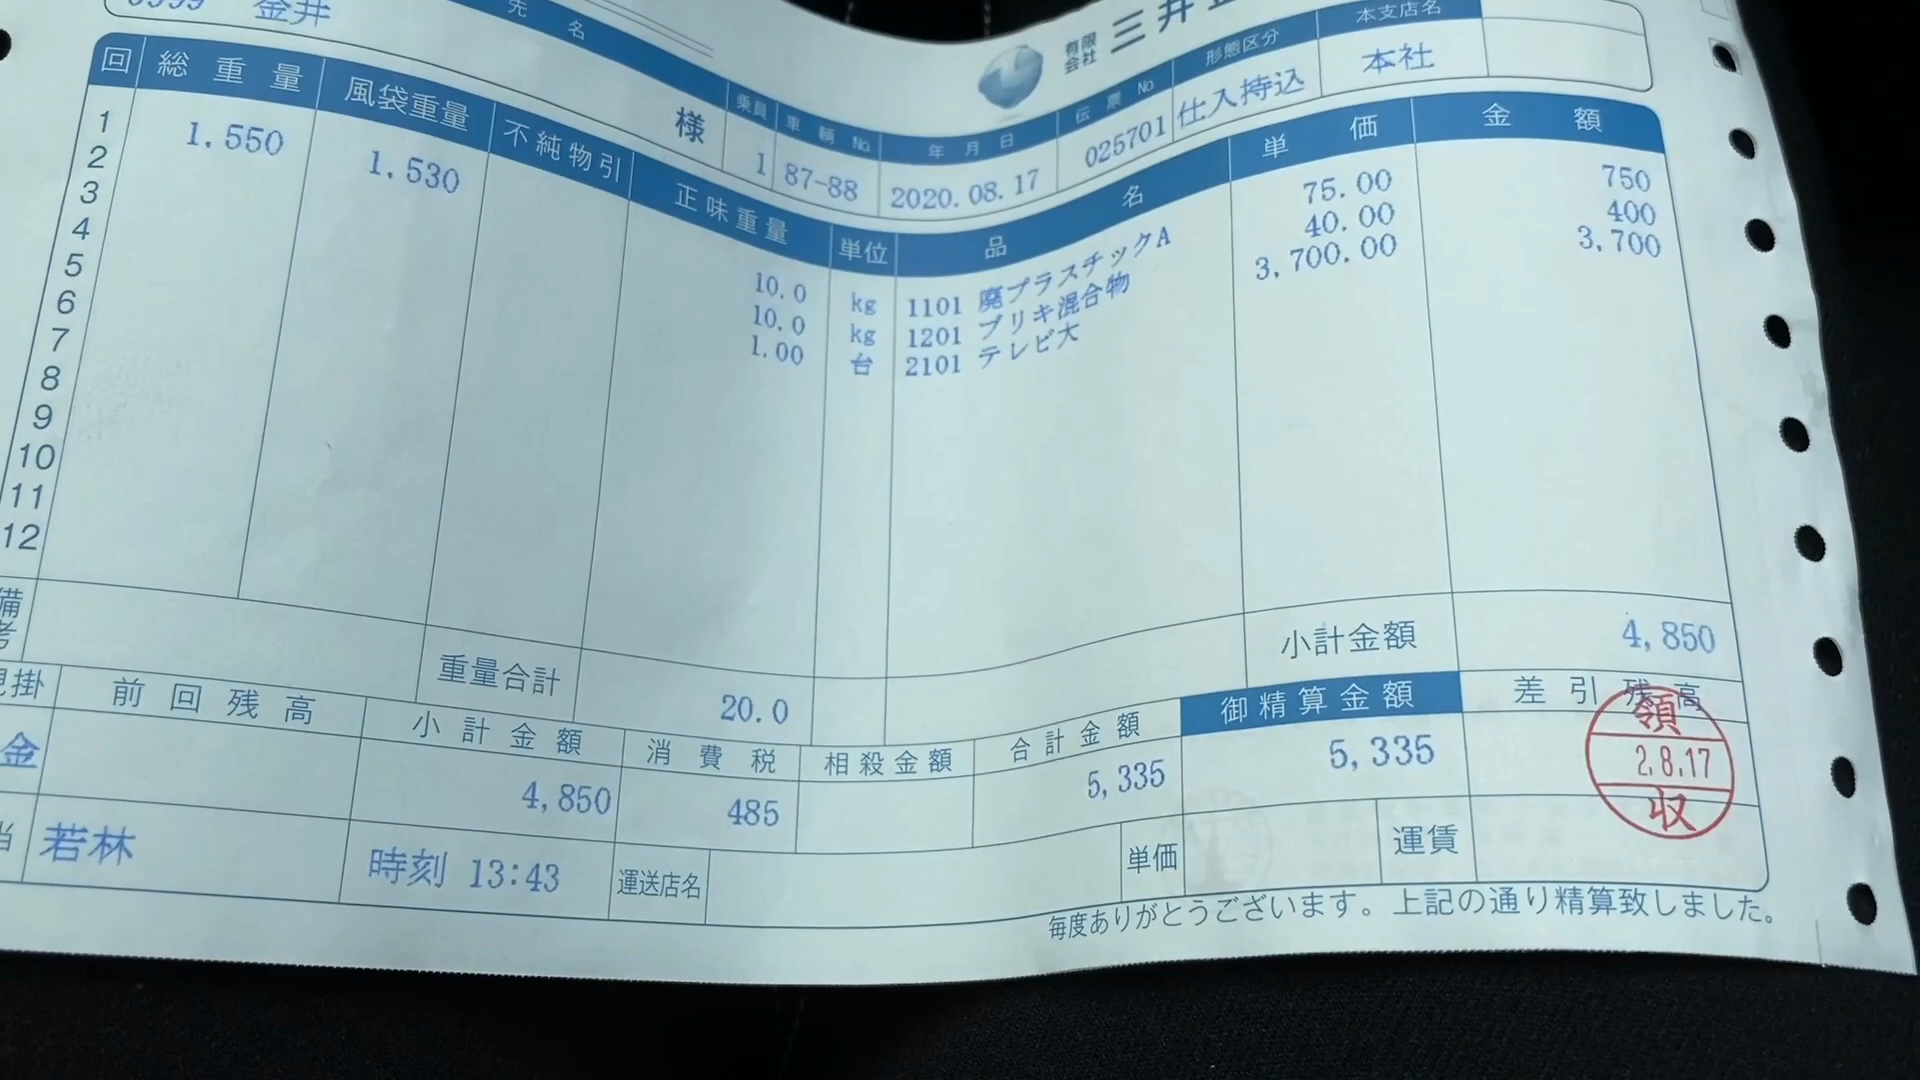 金井
先名
様
有限会社 三井
乗員 車輌No 年月日 伝票No 形態区分 本支店名
1 87-88 2020.08.17 025701 仕入持込 本社
回 総重量 風袋重量 不純物引 正味重量 単位 品名 単価 金額
1 1,550 1,530 10.0 kg 1101 廃プラスチックA 75.00 750
2 10.0 kg 1201 ブリキ混合物 40.00 400
3 1.00 台 2101 テレビ大 3,700.00 3,700
4
5
6
7
8
9
10
11
12
備考
重量合計 20.0
小計金額 4,850
現掛 前回残高 小計金額 消費税 相殺金額 合計金額 御精算金額 差引残高
金 4,850 485 5,335 5,335
領
2.8.17
収
若林 時刻 13:43 運送店名 単価 運賃
毎度ありがとうございます。上記の通り精算致しました。